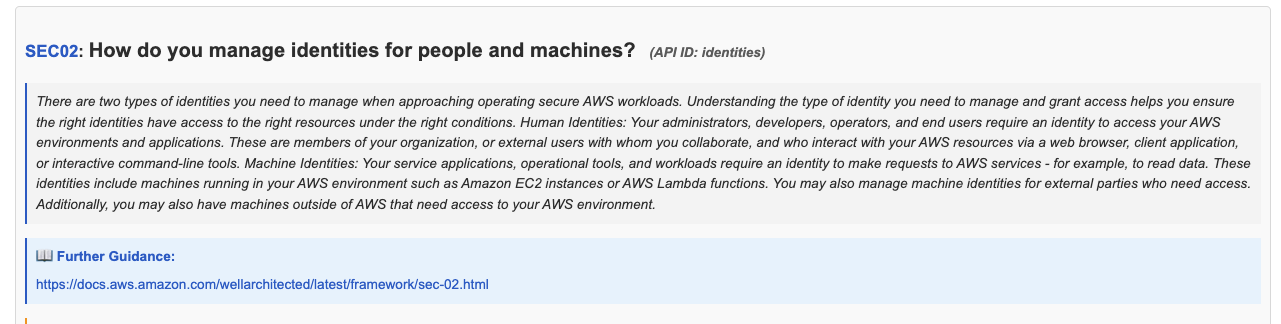 SEC02: How do you manage identities for people and machines? (API ID: identities)
There are two types of identities you need to manage when approaching operating secure AWS workloads. Understanding the type of identity you need to manage and grant access helps you ensure
the right identities have access to the right resources under the right conditions. Human Identities: Your administrators, developers, operators, and end users require an identity to access your AWS
environments and applications. These are members of your organization, or external users with whom you collaborate, and who interact with your AWS resources via a web browser, client application,
or interactive command-line tools. Machine Identities: Your service applications, operational tools, and workloads require an identity to make requests to AWS services - for example, to read data. These
identities include machines running in your AWS environment such as Amazon EC2 instances or AWS Lambda functions. You may also manage machine identities for external parties who need access.
Additionally, you may also have machines outside of AWS that need access to your AWS environment.
📖 Further Guidance:
https://docs.aws.amazon.com/wellarchitected/latest/framework/sec-02.html